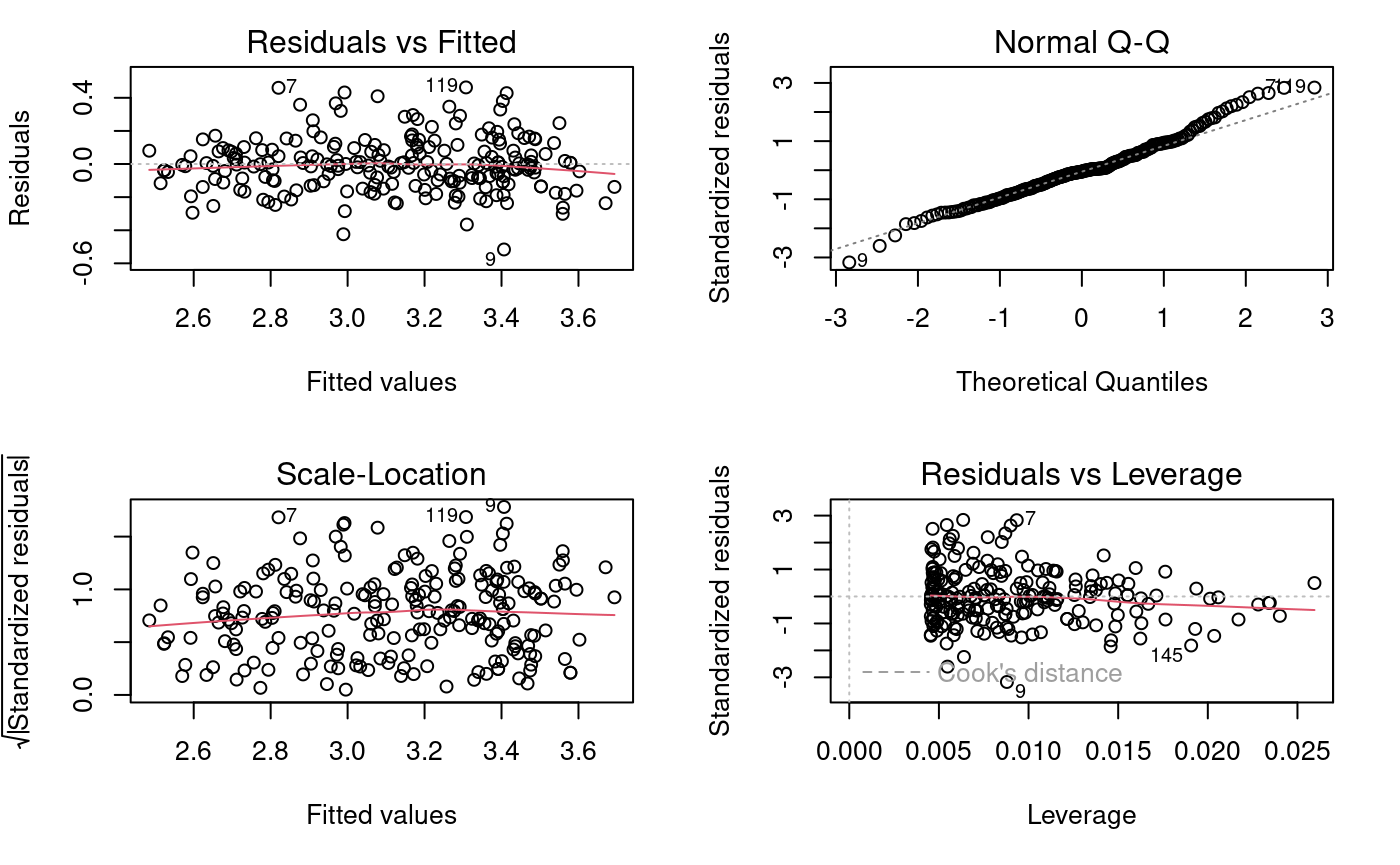 Residuals vs Fitted
Residuals
0.4
0.0
-0.6
7
119
9
2.6 2.8 3.0 3.2 3.4 3.6
Fitted values
Normal Q-Q
Standardized residuals
3
1
-1
-3
7119
9
-3 -2 -1 0 1 2 3
Theoretical Quantiles
Scale-Location
√|Standardized residuals|
1.0
0.0
7
119
9
2.6 2.8 3.0 3.2 3.4 3.6
Fitted values
Residuals vs Leverage
Standardized residuals
3
1
-1
-3
7
145
Cook's distance
9
0.000 0.005 0.010 0.015 0.020 0.025
Leverage